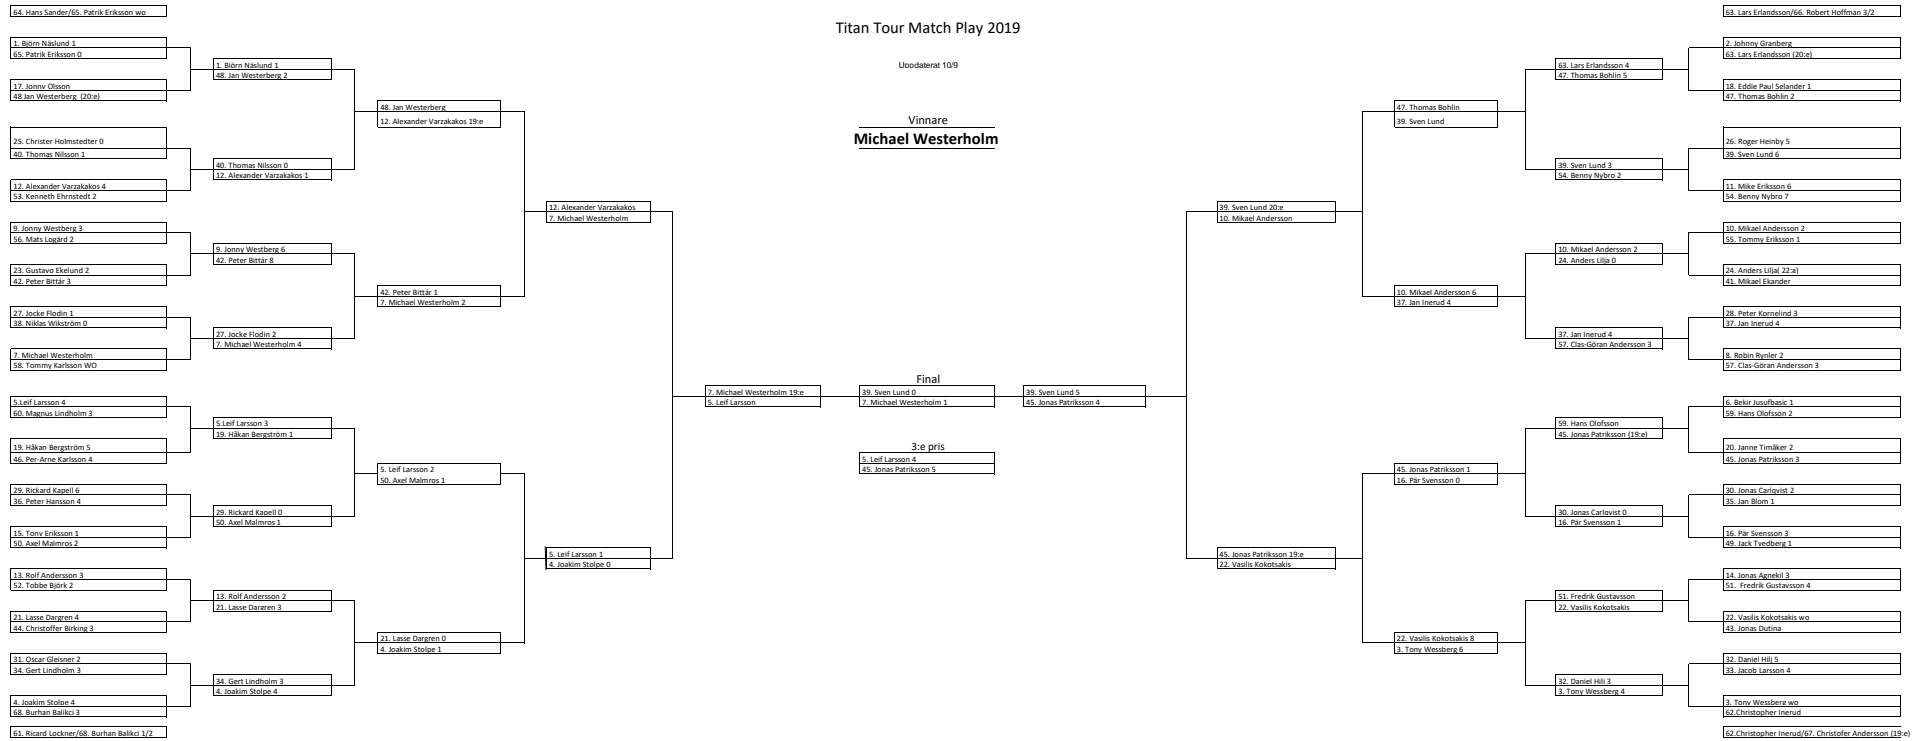 64. Hans Sander/65. Patrik Eriksson wo
1. Björn Näslund 1
65. Patrik Eriksson 0
17. Jonny Olsson
48 Jan Westerberg (20:e)
25. Christer Holmstedter 0
40. Thomas Nilsson 1
12. Alexander Varzakakos 4
53. Kenneth Ehrnstedt 2
9. Jonny Westberg 3
56. Mats Logärd 2
23. Gustavo Ekelund 2
42. Peter Bittár 3
27. Jocke Flodin 1
38. Niklas Wikström 0
7. Michael Westerholm
58. Tommy Karlsson WO
5.Leif Larsson 4
60. Magnus Lindholm 3
19. Håkan Bergström 5
46. Per-Arne Karlsson 4
29. Rickard Kapell 6
36. Peter Hansson 4
15. Tony Eriksson 1
50. Axel Malmros 2
13. Rolf Andersson 3
52. Tobbe Björk 2
21. Lasse Dargren 4
44. Christoffer Birking 3
31. Oscar Gleisner 2
34. Gert Lindholm 3
4. Joakim Stolpe 4
68. Burhan Balikci 3
61. Ricard Lockner/68. Burhan Balikci 1/2
1. Björn Näslund 1
48. Jan Westerberg 2
40. Thomas Nilsson 0
12. Alexander Varzakakos 1
9. Jonny Westberg 6
42. Peter Bittár 8
27. Jocke Flodin 2
7. Michael Westerholm 4
5.Leif Larsson 3
19. Håkan Bergström 1
29. Rickard Kapell 0
50. Axel Malmros 1
13. Rolf Andersson 2
21. Lasse Dargren 3
34. Gert Lindholm 3
4. Joakim Stolpe 4
48. Jan Westerberg
12. Alexander Varzakakos 19:e
42. Peter Bittár 1
7. Michael Westerholm 2
5. Leif Larsson 2
50. Axel Malmros 1
21. Lasse Dargren 0
4. Joakim Stolpe 1
12. Alexander Varzakakos
7. Michael Westerholm
5. Leif Larsson 1
4. Joakim Stolpe 0
7. Michael Westerholm 19:e
5. Leif Larsson
Titan Tour Match Play 2019
Uppdaterat 10/9
Vinnare
Michael Westerholm
Final
39. Sven Lund 0
7. Michael Westerholm 1
3:e pris
5. Leif Larsson 4
45. Jonas Patriksson 5
39. Sven Lund 5
45. Jonas Patriksson 4
39. Sven Lund 20:e
10. Mikael Andersson
45. Jonas Patriksson 19:e
22. Vasilis Kokotsakis
47. Thomas Bohlin
39. Sven Lund
10. Mikael Andersson 6
37. Jan Inerud 4
45. Jonas Patriksson 1
16. Pär Svensson 0
22. Vasilis Kokotsakis 8
3. Tony Wessberg 6
63. Lars Erlandsson 4
47. Thomas Bohlin 5
39. Sven Lund 3
54. Benny Nybro 2
10. Mikael Andersson 2
24. Anders Lilja 0
37. Jan Inerud 4
57. Clas-Göran Andersson 3
59. Hans Olofsson
45. Jonas Patriksson (19:e)
30. Jonas Carlqvist 0
16. Pär Svensson 1
51. Fredrik Gustavsson
22. Vasilis Kokotsakis
32. Daniel Hilj 3
3. Tony Wessberg 4
63. Lars Erlandsson/66. Robert Hoffman 3/2
2. Johnny Granberg
63. Lars Erlandsson (20:e)
18. Eddie Paul Selander 1
47. Thomas Bohlin 2
26. Roger Heinby 5
39. Sven Lund 6
11. Mike Eriksson 6
54. Benny Nybro 7
10. Mikael Andersson 2
55. Tommy Eriksson 1
24. Anders Lilja( 22:a)
41. Mikael Ekander
28. Peter Kornelind 3
37. Jan Inerud 4
8. Robin Rynler 2
57. Clas-Göran Andersson 3
6. Bekir Jusufbasic 1
59. Hans Olofsson 2
20. Janne Timåker 2
45. Jonas Patriksson 3
30. Jonas Carlqvist 2
35. Jan Blom 1
16. Pär Svensson 3
49. Jack Tvedberg 1
14. Jonas Agnekil 3
51. Fredrik Gustavsson 4
22. Vasilis Kokotsakis wo
43. Jonas Dutina
32. Daniel Hilj 5
33. Jacob Larsson 4
3. Tony Wessberg wo
62.Christopher Inerud
62.Christopher Inerud/67. Christofer Andersson (19:e)